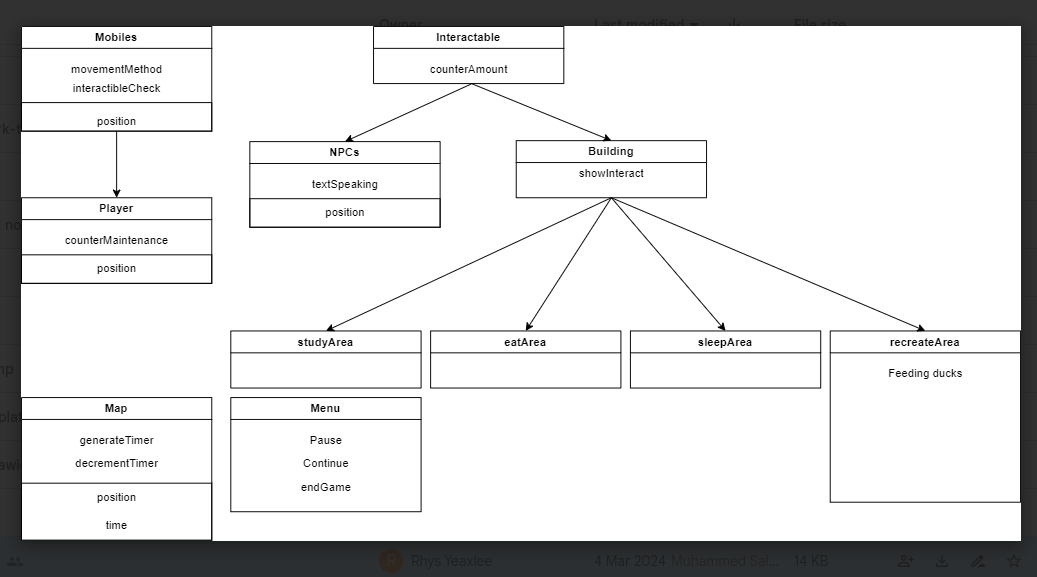 Owner
Last modified
File size
Mobiles
movementMethod
interactibleCheck
position
Interactable
counterAmount
NPCs
textSpeaking
position
Building
showInteract
Player
counterMaintenance
position
studyArea
eatArea
sleepArea
recreateArea
Feeding ducks
Map
generateTimer
decrementTimer
position
time
Menu
Pause
Continue
endGame
R
Rhys Yeaxlee
4 Mar 2024 Muhammed Sal...
14 KB